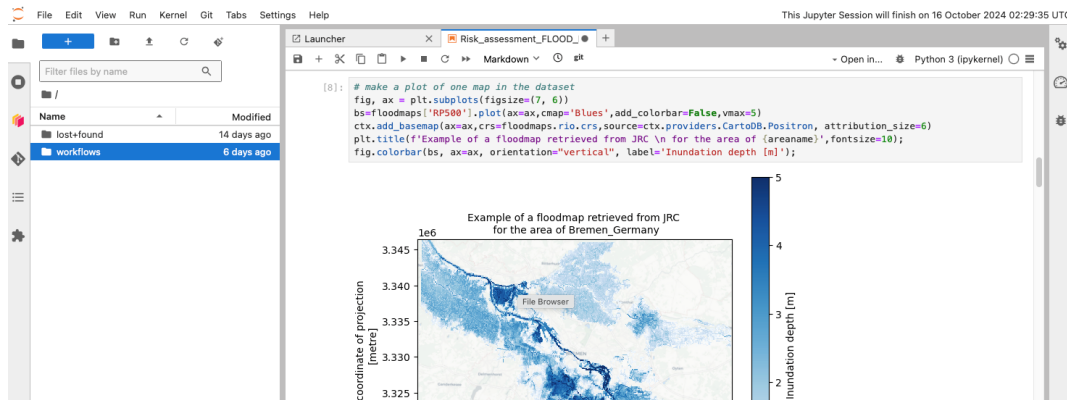 File Edit View Run Kernel Git Tabs Settings Help
This Jupyter Session will finish on 16 October 2024 02:29:35 UTC
Filter files by name
/
Name Modified
lost+found 14 days ago
workflows 6 days ago
Launcher
Risk_assessment_FLOOD_
Markdown
git
Open in...
Python 3 (ipykernel)
[8]:
# make a plot of one map in the dataset
fig, ax = plt.subplots(figsize=(7, 6))
bs=floodmaps['RP500'].plot(ax=ax,cmap='Blues',add_colorbar=False,vmax=5)
ctx.add_basemap(ax=ax,crs=floodmaps.rio.crs,source=ctx.providers.CartoDB.Positron, attribution_size=6)
plt.title(f'Example of a floodmap retrieved from JRC \n for the area of {areaname}',fontsize=10);
fig.colorbar(bs, ax=ax, orientation="vertical", label='Inundation depth [m]');
Example of a floodmap retrieved from JRC
for the area of Bremen_Germany
1e6
3.345
3.340
3.335
3.330
3.325
coordinate of projection
[metre]
File Browser
5
4
3
2
Inundation depth [m]